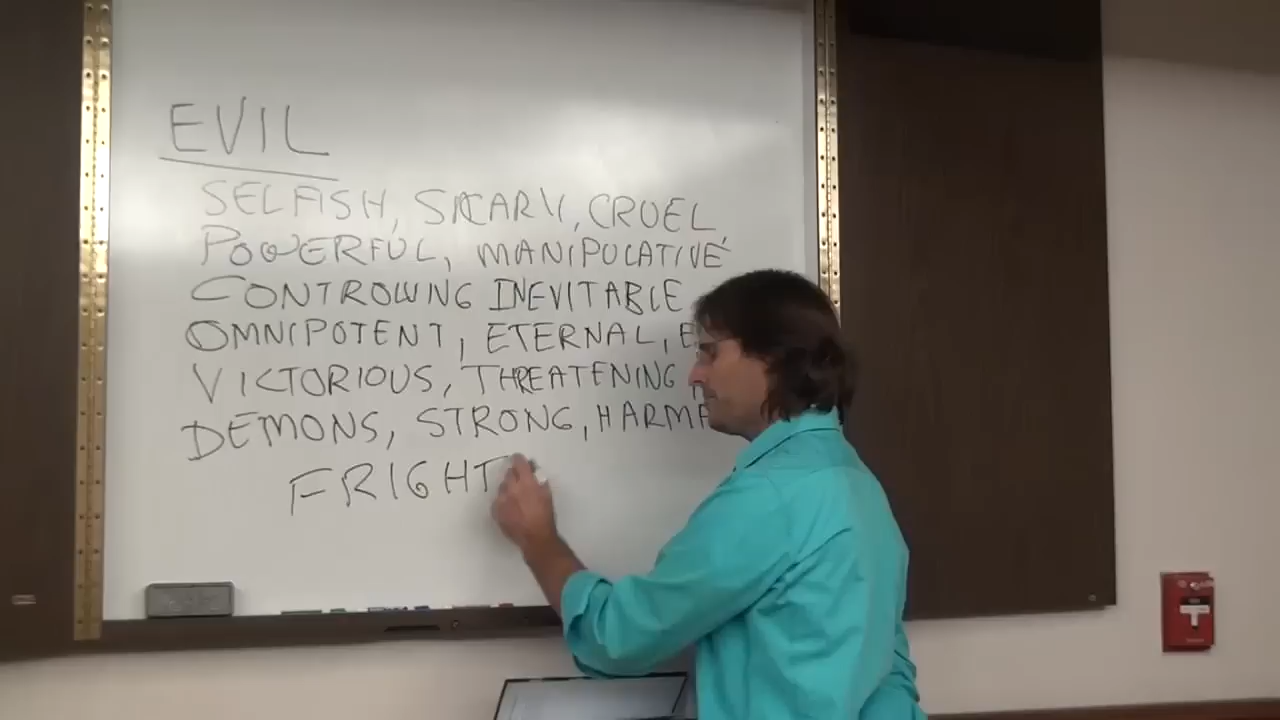 EVIL
SELFISH, SCARY, CRUEL,
POWERFUL, MANIPULATIVE,
CONTROLLING INEVITABLE
OMNIPOTENT, ETERNAL,
VICTORIOUS, THREATENING
DEMONS, STRONG,
FRIGHT